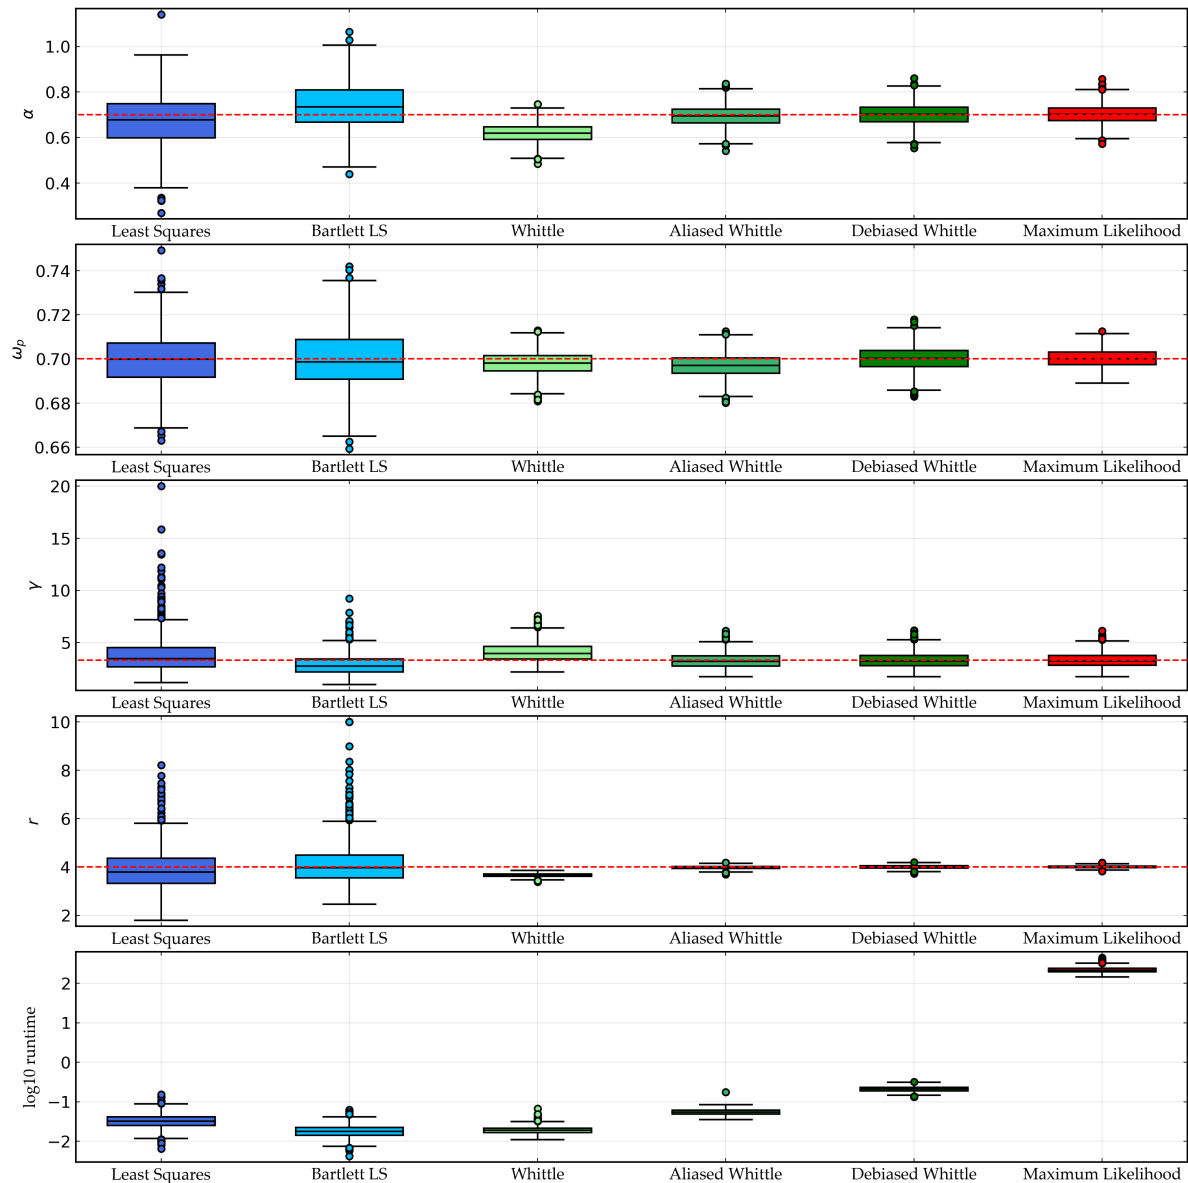 α
1.0
0.8
0.6
0.4
Least Squares Bartlett LS Whittle Aliased Whittle Debiased Whittle Maximum Likelihood
ωp
0.74
0.72
0.70
0.68
0.66
Least Squares Bartlett LS Whittle Aliased Whittle Debiased Whittle Maximum Likelihood
γ
20
15
10
5
Least Squares Bartlett LS Whittle Aliased Whittle Debiased Whittle Maximum Likelihood
r
10
8
6
4
2
Least Squares Bartlett LS Whittle Aliased Whittle Debiased Whittle Maximum Likelihood
log10 runtime
2
1
0
−1
−2
Least Squares Bartlett LS Whittle Aliased Whittle Debiased Whittle Maximum Likelihood